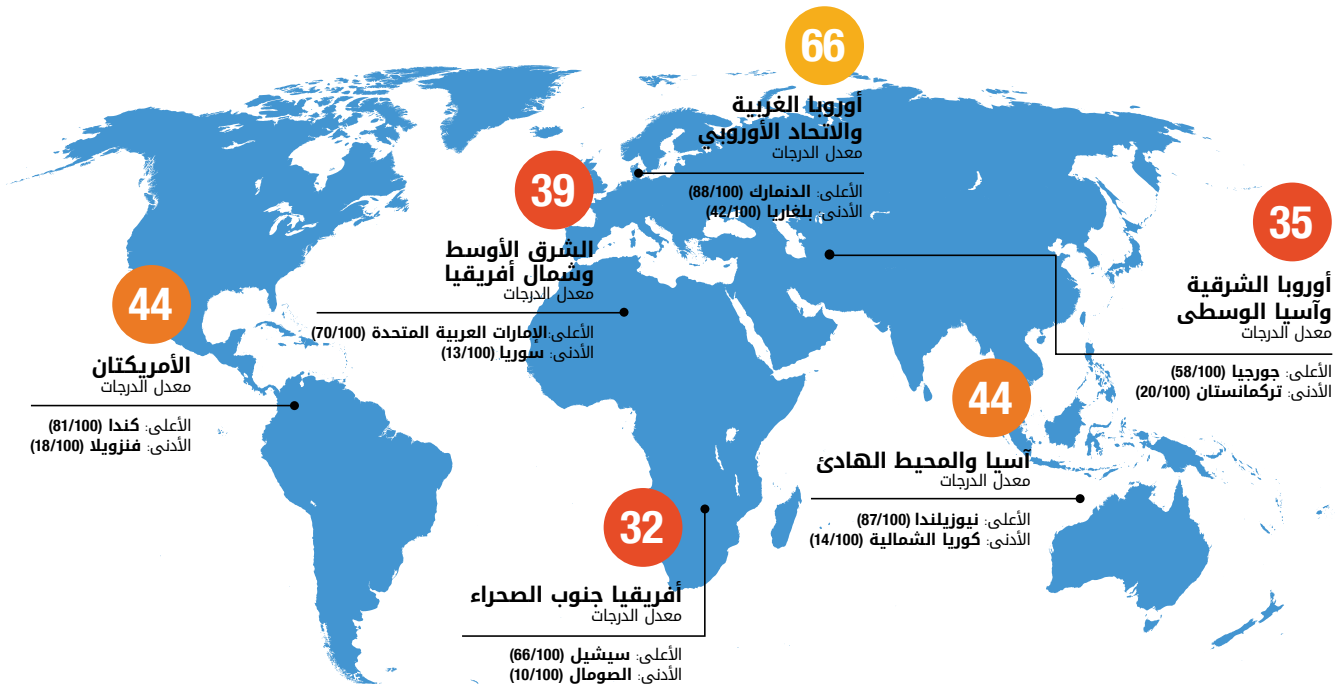 66
أوروبا الغربية
والاتحاد الأوروبي
معدل الدرجات
الأعلى: الدنمارك (88/100)
الأدنى: بلغاريا (42/100)
35
أوروبا الشرقية
وآسيا الوسطى
معدل الدرجات
الأعلى: جورجيا (58/100)
الأدنى: تركمانستان (20/100)
39
الشرق الأوسط
وشمال أفريقيا
معدل الدرجات
الأعلى:الإمارات العربية المتحدة (70/100)
الأدنى: سوريا (13/100)
44
الأمريكتان
معدل الدرجات
الأعلى: كندا (81/100)
الأدنى: فنزويلا (18/100)
44
آسيا والمحيط الهادئ
معدل الدرجات
الأعلى: نيوزيلندا (87/100)
الأدنى: كوريا الشمالية (14/100)
32
أفريقيا جنوب الصحراء
معدل الدرجات
الأعلى: سيشيل (66/100)
الأدنى: الصومال (10/100)